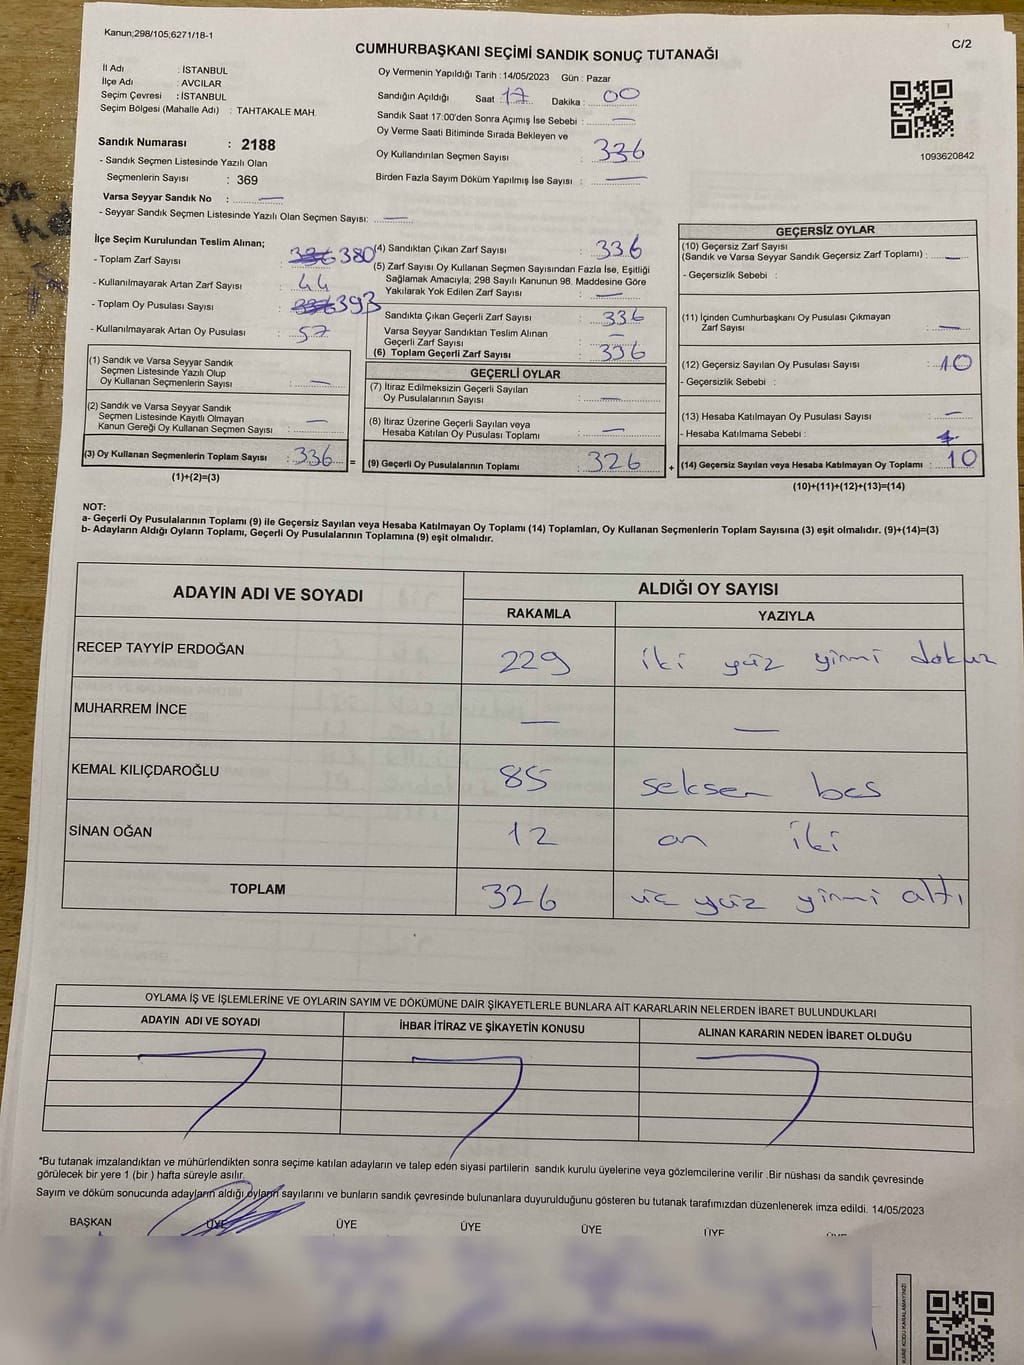 Kanun;298/105;6271/18-1
C/2
CUMHURBAŞKANI SEÇİMİ SANDIK SONUÇ TUTANAĞI
İl Adı : İSTANBUL
İlçe Adı : AVCILAR
Seçim Çevresi : İSTANBUL
Seçim Bölgesi (Mahalle Adı) : TAHTAKALE MAH.
Sandık Numarası : 2188
- Sandık Seçmen Listesinde Yazılı Olan
Seçmenlerin Sayısı : 369
Varsa Seyyar Sandık No : —
- Seyyar Sandık Seçmen Listesinde Yazılı Olan Seçmen Sayısı: —
Oy Vermenin Yapıldığı Tarih : 14/05/2023 Gün : Pazar
Sandığın Açıldığı Saat : 17 Dakika : 00
Sandık Saat 17:00'den Sonra Açımış İse Sebebi : —
Oy Verme Saati Bitiminde Sırada Bekleyen ve
Oy Kullandırılan Seçmen Sayısı : 336
Birden Fazla Sayım Döküm Yapılmış İse Sayısı : —
1093620842
İlçe Seçim Kurulundan Teslim Alınan;
- Toplam Zarf Sayısı : 336 380
- Kullanılmayarak Artan Zarf Sayısı : 44
- Toplam Oy Pusulası Sayısı : 336 393
- Kullanılmayarak Artan Oy Pusulası : 57
(1) Sandık ve Varsa Seyyar Sandık
Seçmen Listesinde Yazılı Olup
Oy Kullanan Seçmenlerin Sayısı : —
(2) Sandık ve Varsa Seyyar Sandık
Seçmen Listesinde Kayıtlı Olmayan
Kanun Gereği Oy Kullanan Seçmen Sayısı : —
(3) Oy Kullanan Seçmenlerin Toplam Sayısı : 336 =
(1)+(2)=(3)
(4) Sandıktan Çıkan Zarf Sayısı : 336
(5) Zarf Sayısı Oy Kullanan Seçmen Sayısından Fazla İse, Eşitliği
Sağlamak Amacıyla; 298 Sayılı Kanunun 98. Maddesine Göre
Yakılarak Yok Edilen Zarf Sayısı : —
Sandıkta Çıkan Geçerli Zarf Sayısı : 336
Varsa Seyyar Sandıktan Teslim Alınan
Geçerli Zarf Sayısı : —
(6) Toplam Geçerli Zarf Sayısı : 336
GEÇERLİ OYLAR
(7) İtiraz Edilmeksizin Geçerli Sayılan
Oy Pusulalarının Sayısı : —
(8) İtiraz Üzerine Geçerli Sayılan veya
Hesaba Katılan Oy Pusulası Toplamı : —
(9) Geçerli Oy Pusulalarının Toplamı : 326 +
GEÇERSİZ OYLAR
(10) Geçersiz Zarf Sayısı
(Sandık ve Varsa Seyyar Sandık Geçersiz Zarf Toplamı) : —
- Geçersizlik Sebebi :
(11) İçinden Cumhurbaşkanı Oy Pusulası Çıkmayan
Zarf Sayısı : —
(12) Geçersiz Sayılan Oy Pusulası Sayısı : 10
- Geçersizlik Sebebi :
(13) Hesaba Katılmayan Oy Pusulası Sayısı : —
- Hesaba Katılmama Sebebi :
(14) Geçersiz Sayılan veya Hesaba Katılmayan Oy Toplamı : 10
(10)+(11)+(12)+(13)=(14)
NOT:
a- Geçerli Oy Pusulalarının Toplamı (9) ile Geçersiz Sayılan veya Hesaba Katılmayan Oy Toplamı (14) Toplamları, Oy Kullanan Seçmenlerin Toplam Sayısına (3) eşit olmalıdır. (9)+(14)=(3)
b- Adayların Aldığı Oyların Toplamı, Geçerli Oy Pusulalarının Toplamına (9) eşit olmalıdır.
ADAYIN ADI VE SOYADI
ALDIĞI OY SAYISI
RAKAMLA YAZIYLA
RECEP TAYYİP ERDOĞAN 229 iki yüz yirmi dokuz
MUHARREM İNCE — —
KEMAL KILIÇDAROĞLU 85 seksen bes
SİNAN OĞAN 12 on iki
TOPLAM 326 üc yüz yirmi altı
OYLAMA İŞ VE İŞLEMLERİNE VE OYLARIN SAYIM VE DÖKÜMÜNE DAİR ŞİKAYETLERLE BUNLARA AİT KARARLARIN NELERDEN İBARET BULUNDUKLARI
ADAYIN ADI VE SOYADI İHBAR İTİRAZ VE ŞİKAYETİN KONUSU ALINAN KARARIN NEDEN İBARET OLDUĞU
*Bu tutanak imzalandıktan ve mühürlendikten sonra seçime katılan adayların ve talep eden siyasi partilerin sandık kurulu üyelerine veya gözlemcilerine verilir .Bir nüshası da sandık çevresinde
görülecek bir yere 1 (bir ) hafta süreyle asılır.
Sayım ve döküm sonucunda adayların aldığı oyların sayılarını ve bunların sandık çevresinde bulunanlara duyurulduğunu gösteren bu tutanak tarafımızdan düzenlenerek imza edildi. 14/05/2023
BAŞKAN ÜYE ÜYE ÜYE ÜYE ÜYE